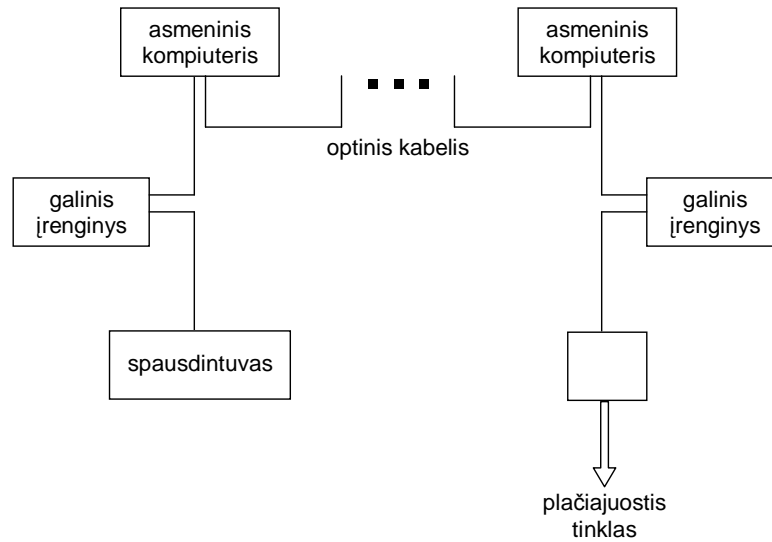 asmeninis
kompiuteris
asmeninis
kompiuteris
optinis kabelis
galinis
įrenginys
galinis
įrenginys
spausdintuvas
plačiajuostis
tinklas